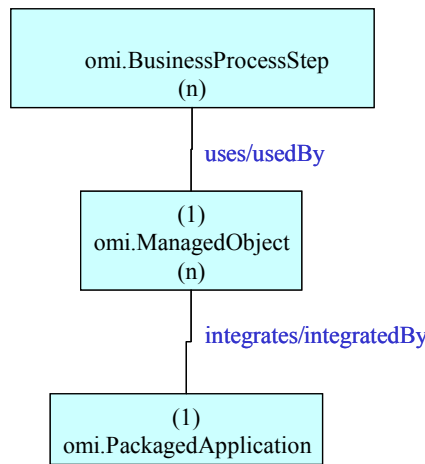 omi.BusinessProcessStep
(n)
uses/usedBy
(1)
omi.ManagedObject
(n)
integrates/integratedBy
(1)
omi.PackagedApplication